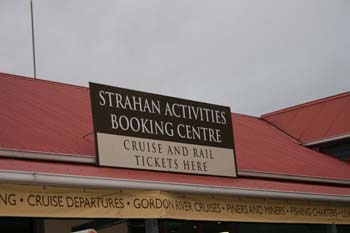 STRAHAN ACTIVITIES
BOOKING CENTRE
CRUISE AND RAIL
TICKETS HERE
• CRUISE DEPARTURES • GORDON RIVER CRUISES • PINERS AND MINERS • FISHING CHARTERS •